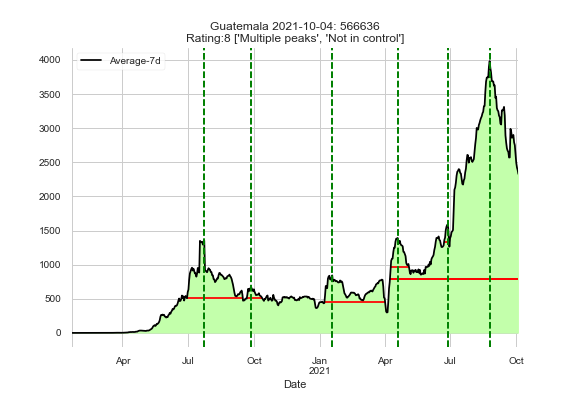 Guatemala 2021-10-04: 566636
Rating:8 ['Multiple peaks', 'Not in control']
Average-7d
4000
3500
3000
2500
2000
1500
1000
500
0
Apr Jul Oct Jan Apr Jul Oct
2021
Date